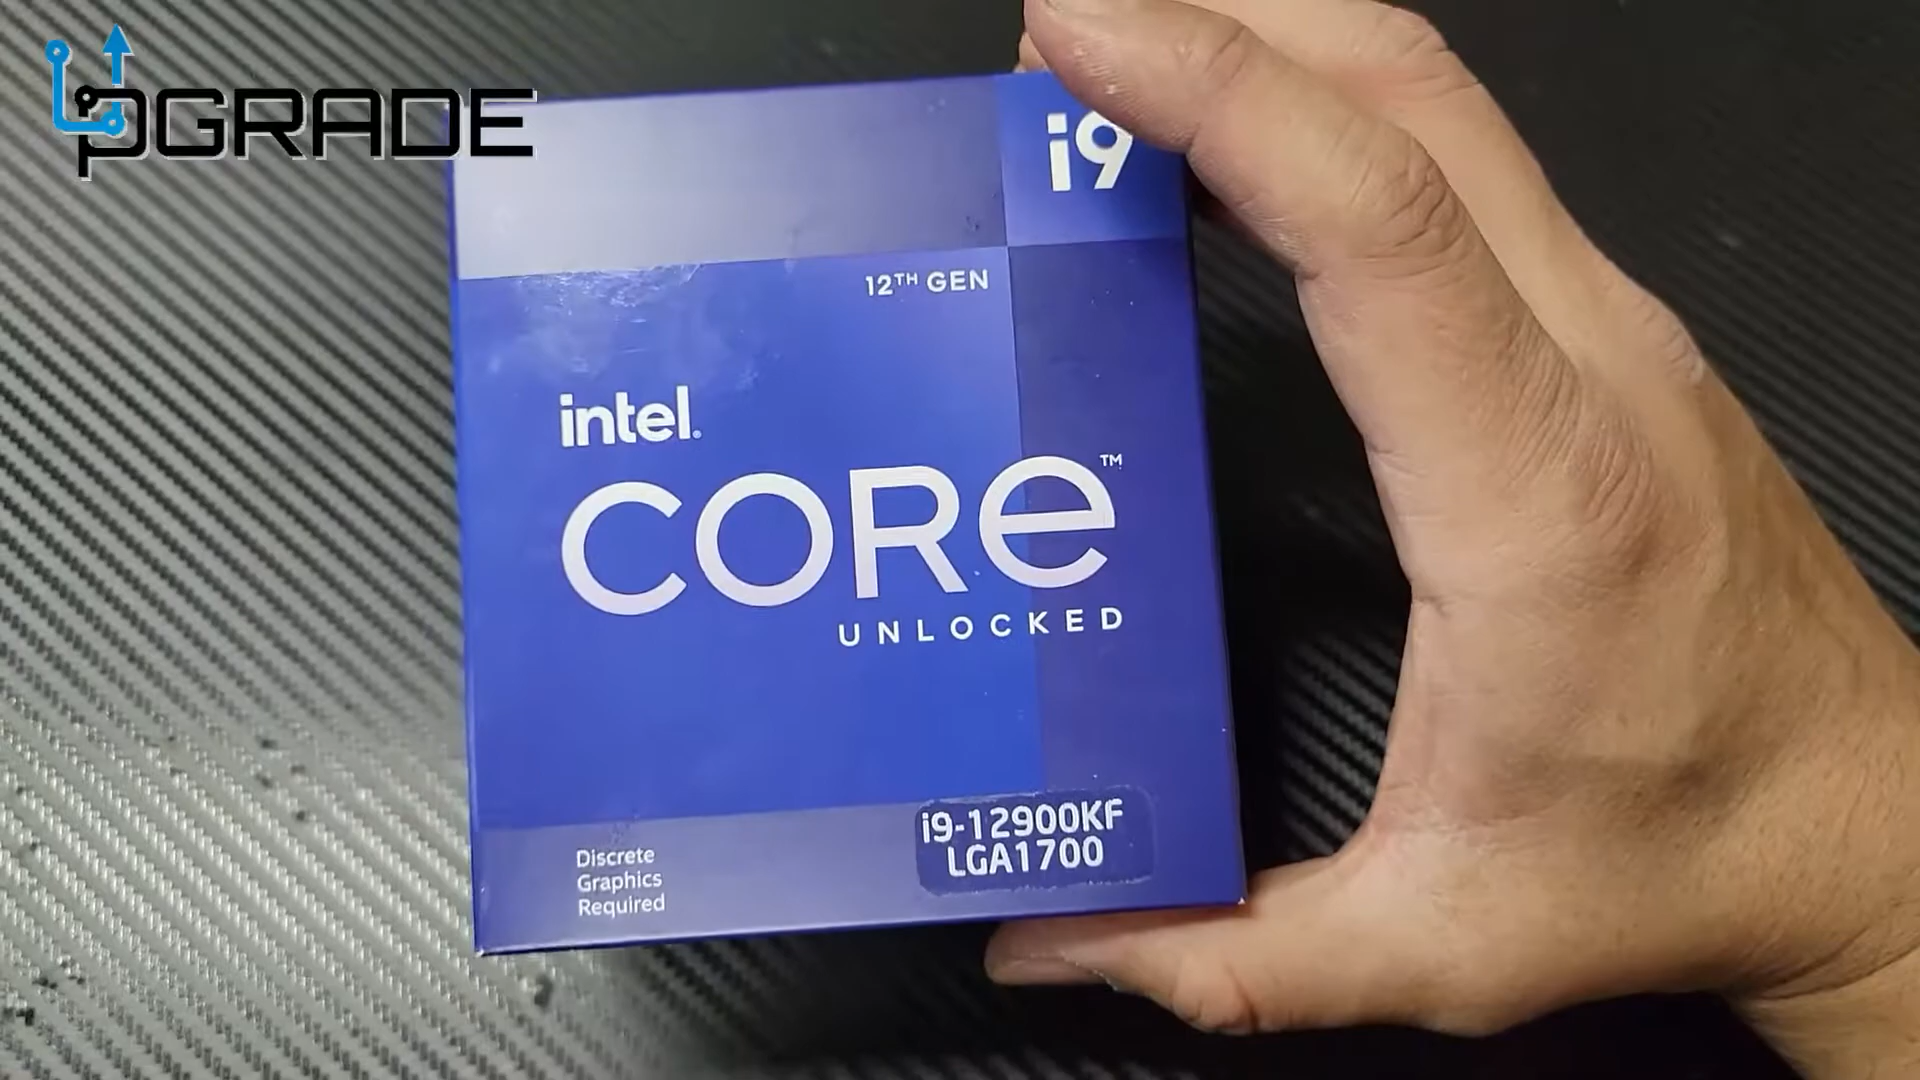 UPGRADE
i9
12TH GEN
intel.
CORE™
UNLOCKED
i9-12900KF
LGA1700
Discrete
Graphics
Required